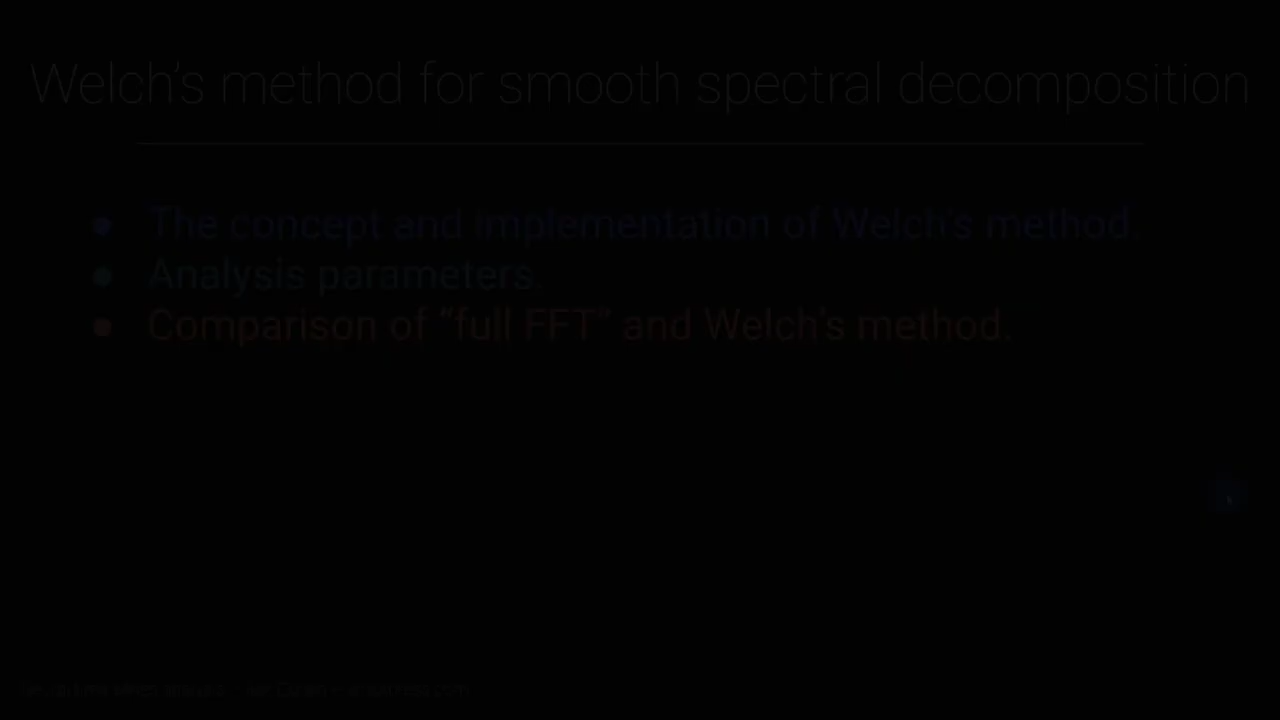 Welch's method for smooth spectral decomposition
● The concept and implementation of Welch's method.
● Analysis parameters.
● Comparison of “full FFT” and Welch's method.